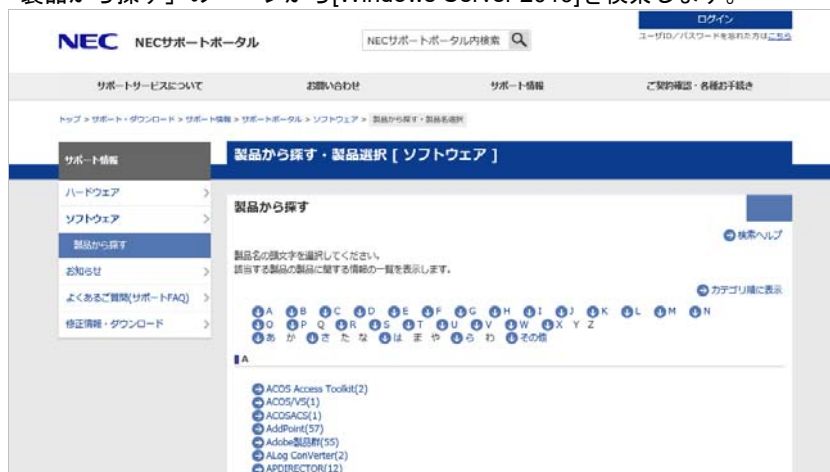 製品から探す」のページから[Windows Server 2016]を検索します。
NEC NECサポートポータル
NECサポートポータル内検索
ログイン
ユーザID/パスワードを忘れた方はこちら
サポートサービスについて
お問い合わせ
サポート情報
ご契約確認・各種お手続き
トップ > サポート・ダウンロード > サポート情報 > サポートポータル > ソフトウェア > 製品から探す・製品名選択
サポート情報
ハードウェア
ソフトウェア
製品から探す
お知らせ
よくあるご質問(サポートFAQ)
修正情報・ダウンロード
製品から探す・製品選択 [ ソフトウェア ]
製品から探す
検索ヘルプ
製品名の頭文字を選択してください。
該当する製品の製品に関する情報の一覧を表示します。
カテゴリ順に表示
A B C D E F G H I J K L M N
O P Q R S T U V W X Y Z
あ か さ た な は ま や ら わ その他
A
ACOS Access Toolkit(2)
ACOS/VS(1)
ACOSACS(1)
AddPoint(57)
Adobe製品群(55)
ALog ConVerter(2)
APDIRECTOR(12)